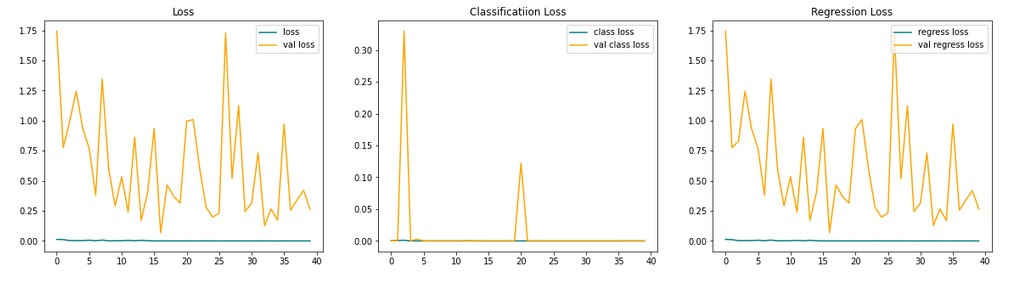 Loss
1.75
1.50
1.25
1.00
0.75
0.50
0.25
0.00
0 5 10 15 20 25 30 35 40
loss
val loss
Classificatiion Loss
0.30
0.25
0.20
0.15
0.10
0.05
0.00
0 5 10 15 20 25 30 35 40
class loss
val class loss
Regression Loss
1.75
1.50
1.25
1.00
0.75
0.50
0.25
0.00
0 5 10 15 20 25 30 35 40
regress loss
val regress loss